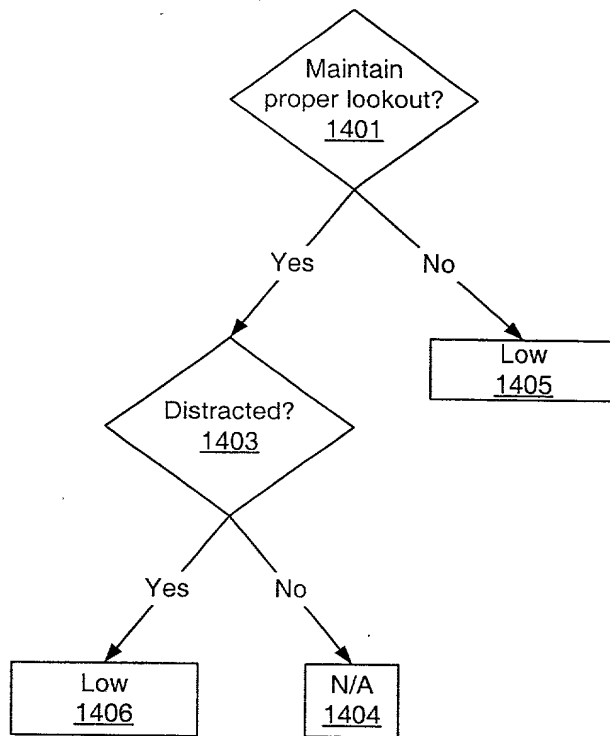 Maintain
proper lookout?
1401
Yes
No
Low
1405
Distracted?
1403
Yes
No
Low
1406
N/A
1404